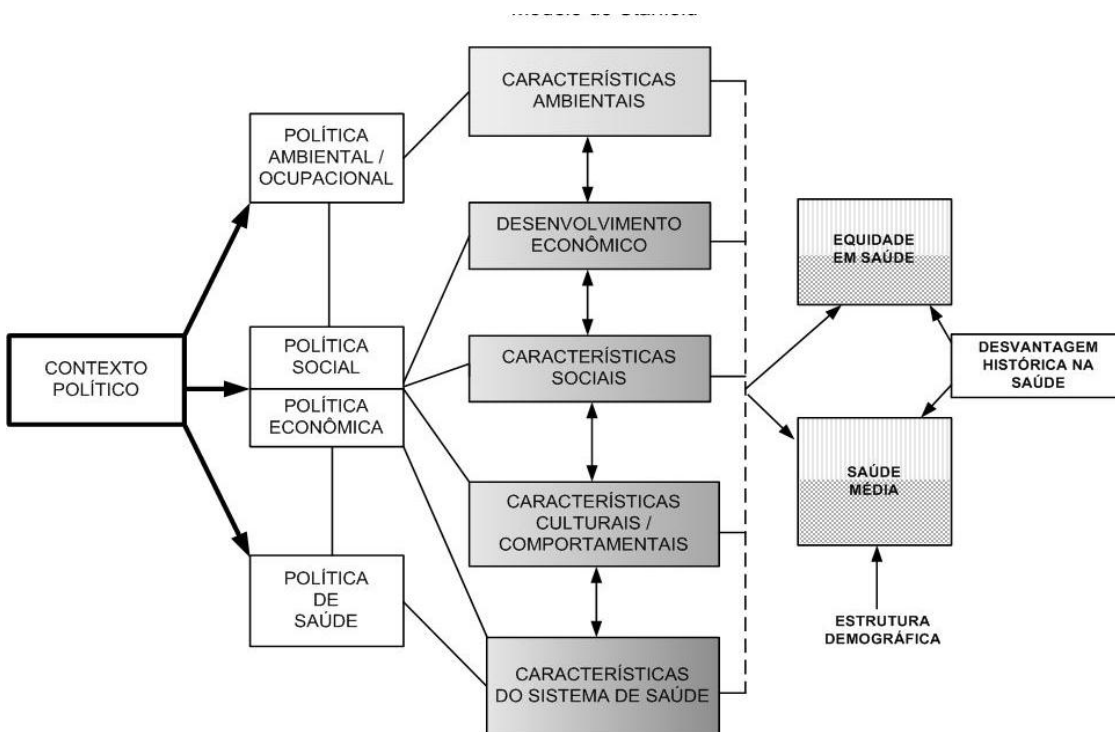 CONTEXTO
POLÍTICO
POLÍTICA
AMBIENTAL /
OCUPACIONAL
POLÍTICA
SOCIAL
POLÍTICA
ECONÔMICA
POLÍTICA
DE
SAÚDE
CARACTERÍSTICAS
AMBIENTAIS
DESENVOLVIMENTO
ECONÔMICO
CARACTERÍSTICAS
SOCIAIS
CARACTERÍSTICAS
CULTURAIS /
COMPORTAMENTAIS
CARACTERÍSTICAS
DO SISTEMA DE SAÚDE
EQUIDADE
EM SAÚDE
SAÚDE
MÉDIA
DESVANTAGEM
HISTÓRICA NA
SAÚDE
ESTRUTURA
DEMOGRÁFICA